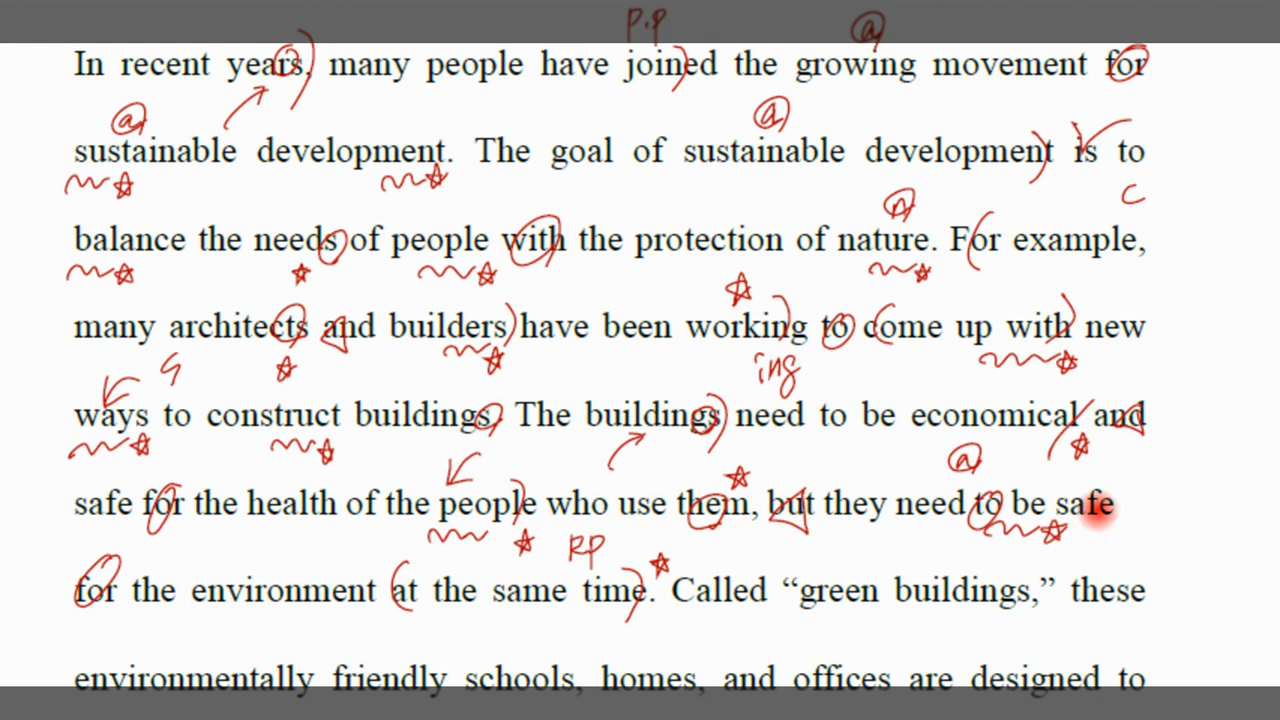 P.P a
In recent years, many people have joined the growing movement for
a a
sustainable development. The goal of sustainable development is to
a
balance the needs of people with the protection of nature. For example,
many architects and builders have been working to come up with new
ing
ways to construct buildings. The buildings need to be economical and
a
safe for the health of the people who use them, but they need to be safe
RP
for the environment at the same time. Called “green buildings,” these
environmentally friendly schools, homes, and offices are designed to